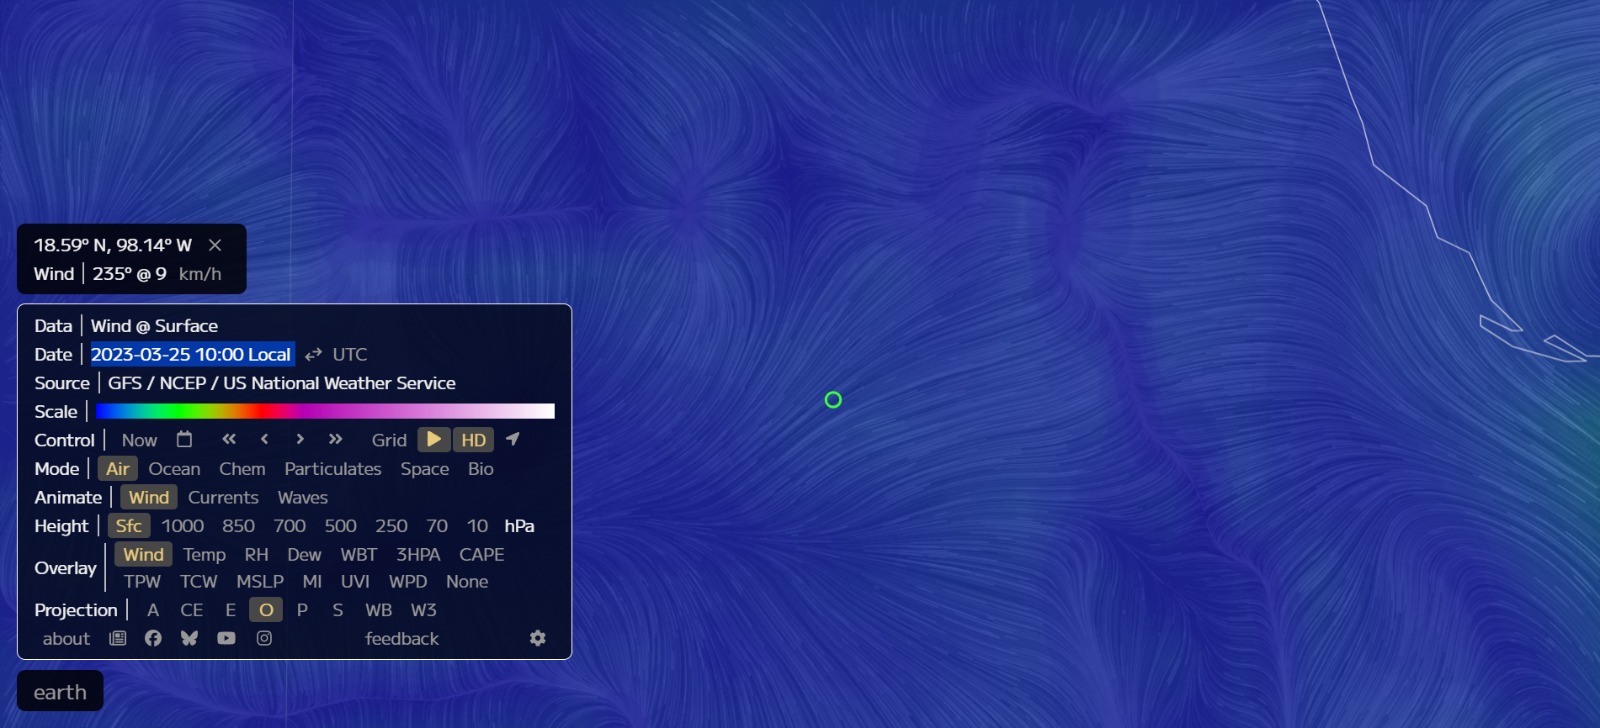 18.59° N, 98.14° W ×
Wind | 235° @ 9 km/h
Data | Wind @ Surface
Date | 2023-03-25 10:00 Local ⇄ UTC
Source | GFS / NCEP / US National Weather Service
Scale |
Control | Now « ‹ › » Grid HD
Mode | Air Ocean Chem Particulates Space Bio
Animate | Wind Currents Waves
Height | Sfc 1000 850 700 500 250 70 10 hPa
Overlay | Wind Temp RH Dew WBT 3HPA CAPE
TPW TCW MSLP MI UVI WPD None
Projection | A CE E O P S WB W3
about feedback
earth